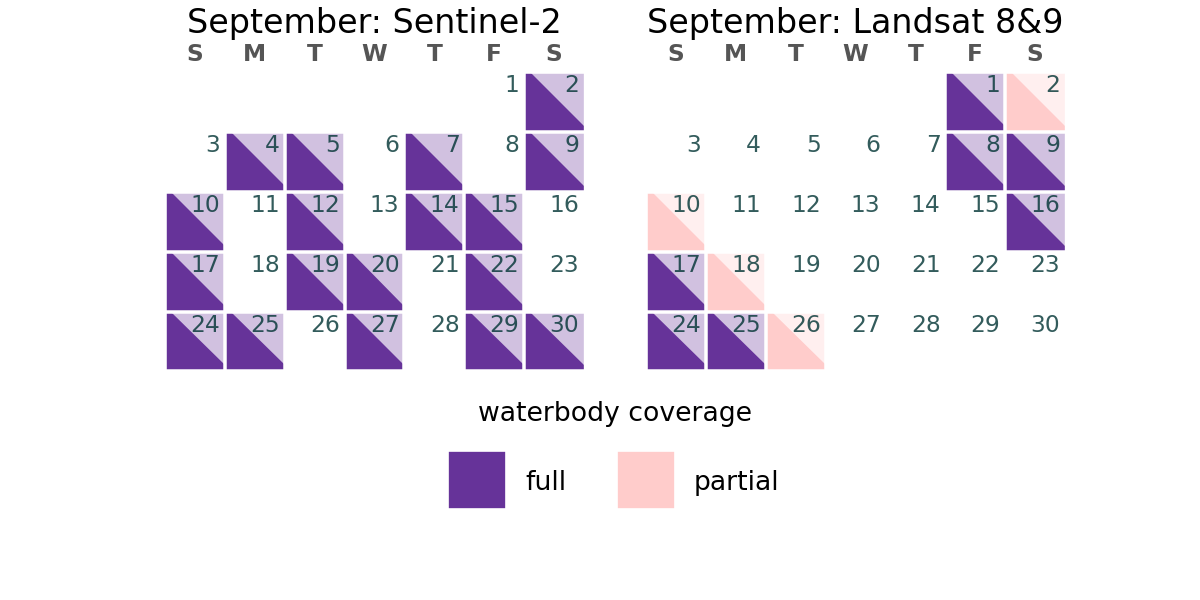 September: Sentinel-2
S M T W T F S
1 2
3 4 5 6 7 8 9
10 11 12 13 14 15 16
17 18 19 20 21 22 23
24 25 26 27 28 29 30
September: Landsat 8&9
S M T W T F S
1 2
3 4 5 6 7 8 9
10 11 12 13 14 15 16
17 18 19 20 21 22 23
24 25 26 27 28 29 30
waterbody coverage
full partial